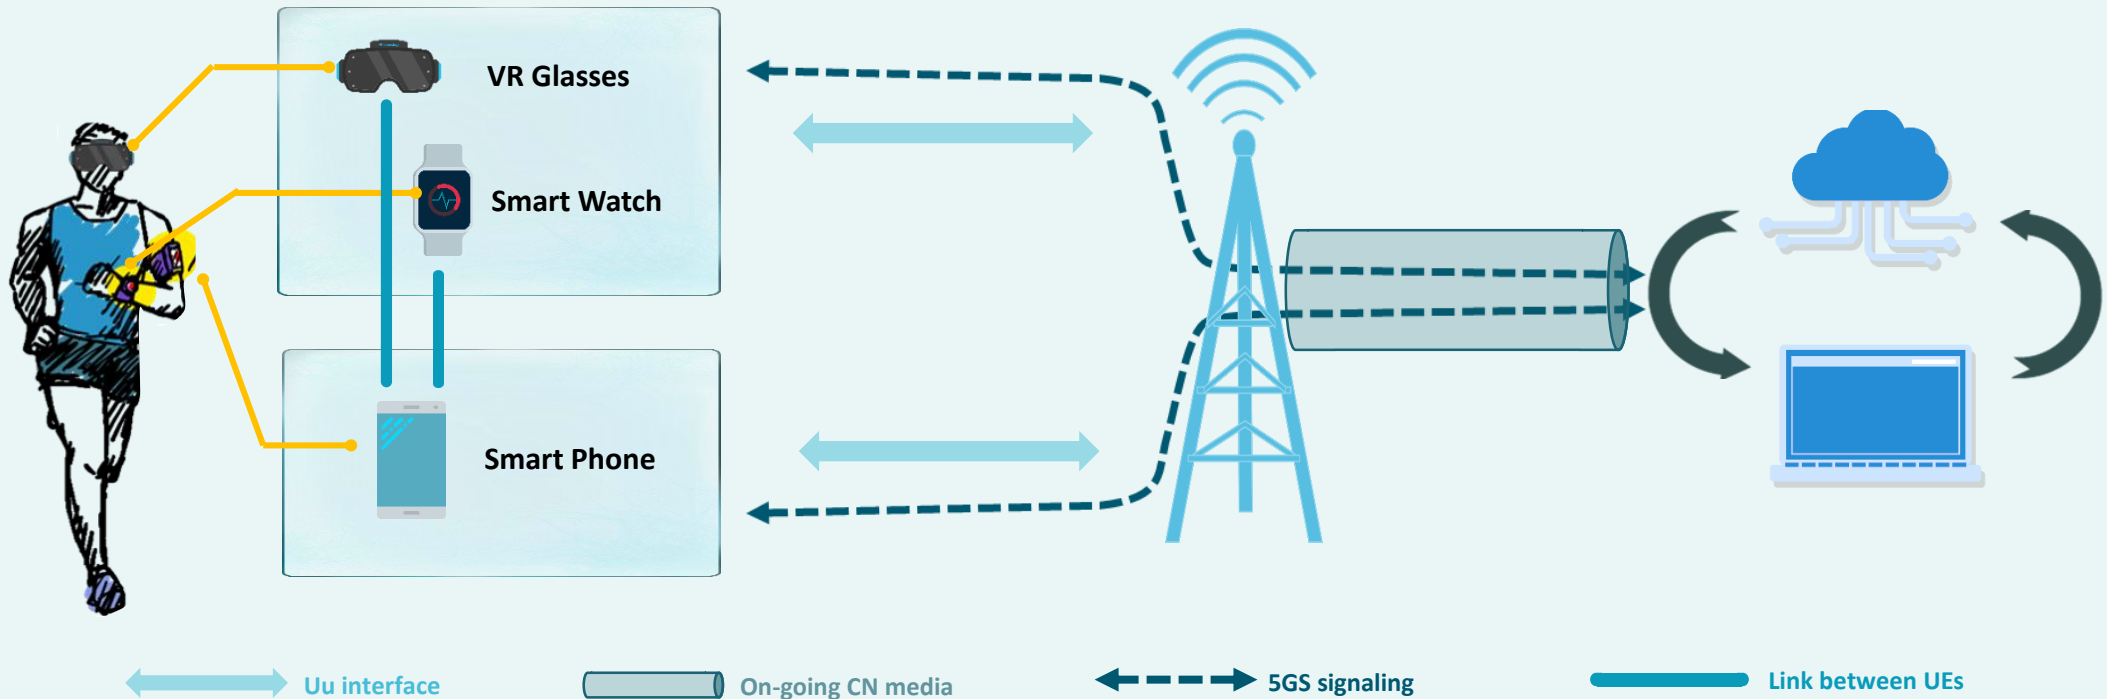 VR Glasses
Smart Watch
Smart Phone
Uu interface
On-going CN media
5GS signaling
Link between UEs